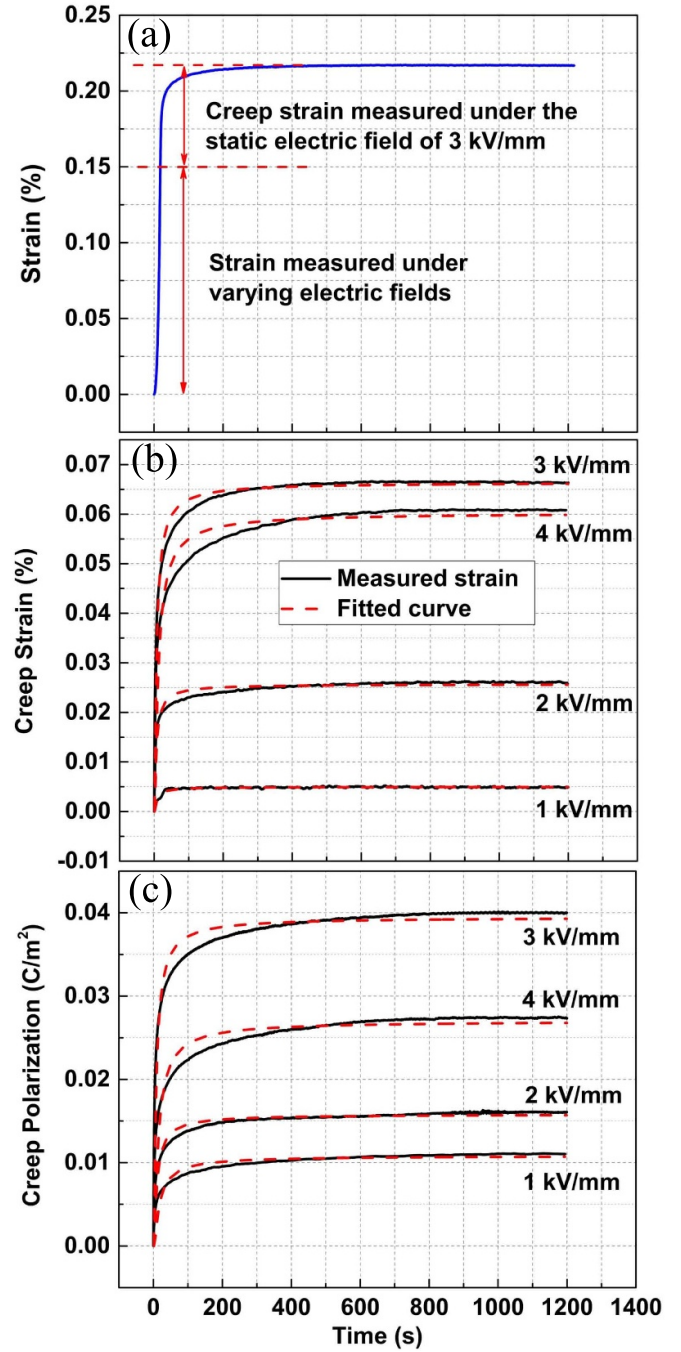 (a)
0.25
0.20
0.15
0.10
0.05
0.00
Strain (%)
Creep strain measured under the
static electric field of 3 kV/mm
Strain measured under
varying electric fields
(b)
0.07
0.06
0.05
0.04
0.03
0.02
0.01
0.00
-0.01
Creep Strain (%)
3 kV/mm
4 kV/mm
Measured strain
Fitted curve
2 kV/mm
1 kV/mm
(c)
0.04
0.03
0.02
0.01
0.00
Creep Polarization (C/m²)
3 kV/mm
4 kV/mm
2 kV/mm
1 kV/mm
0 200 400 600 800 1000 1200 1400
Time (s)